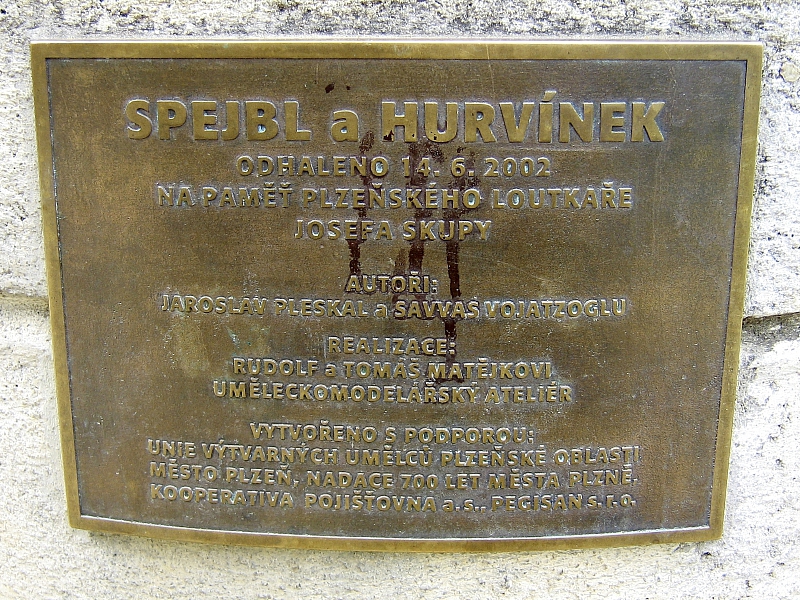 SPEJBL a HURVÍNEK
ODHALENO 14. 6. 2002
NA PAMĚŤ PLZEŇSKÉHO LOUTKAŘE
JOSEFA SKUPY
AUTOŘI:
JAROSLAV PLESKAL a SAVVAS VOJATZOGLU
REALIZACE:
RUDOLF a TOMÁŠ MATĚJKOVI
UMĚLECKOMODELÁŘSKÝ ATELIÉR
VYTVOŘENO S PODPOROU:
UNIE VÝTVARNÝCH UMĚLCŮ PLZEŇSKÉ OBLASTI
MĚSTO PLZEŇ, NADACE 700 LET MĚSTA PLZNĚ,
KOOPERATIVA POJIŠŤOVNA a.s., PEGISAN s.r.o.